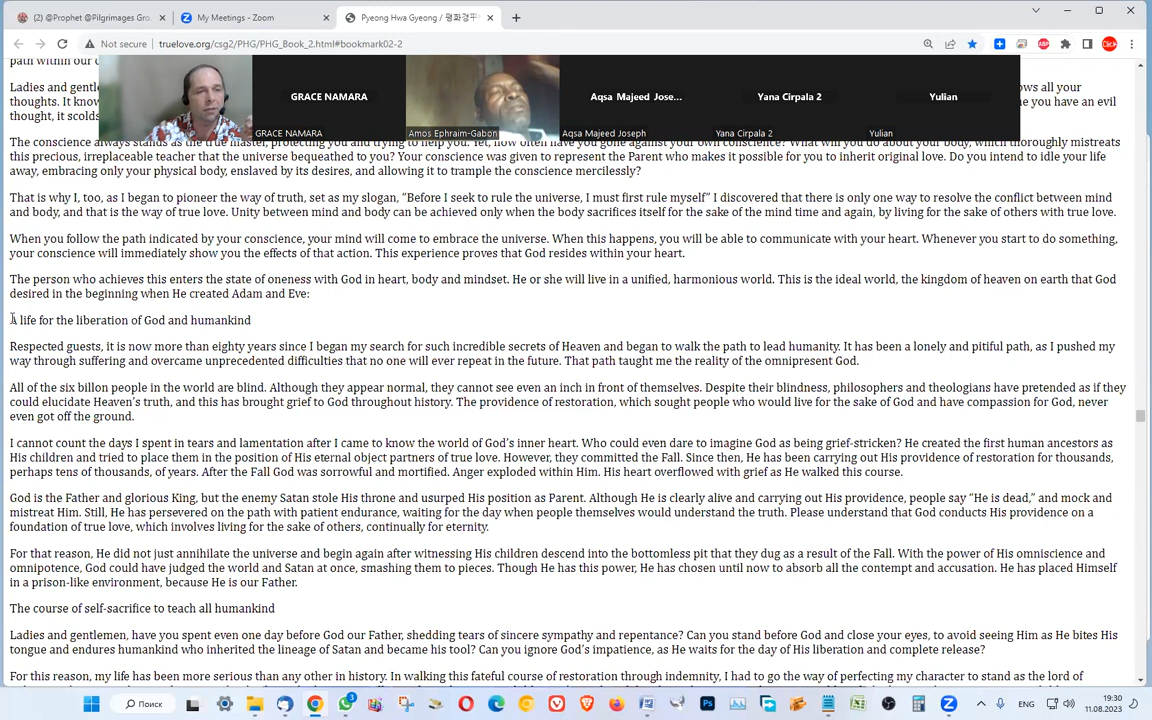 (2) @Prophet @Pilgrimages Gro
My Meetings - Zoom
Pyeong Hwa Gyeong / 평화경평
Not secure
truelove.org/csg2/PHG/PHG_Book_2.html#bookmark02-2
ABP
Click
path within our
Ladies and gentle ows all your
thoughts. It know e you have an evil
thought, it scolds
GRACE NAMARA
Aqsa Majeed Jose...
Yana Cirpala 2
Yulian
GRACE NAMARA
Amos Ephraim-Gabon
Aqsa Majeed Joseph
Yana Cirpala 2
Yulian
The conscience always stands as the true master, protecting you and trying to help you. Yet, how often have you gone against your own conscience? What will you do about your body, which thoroughly mistreats
this precious, irreplaceable teacher that the universe bequeathed to you? Your conscience was given to represent the Parent who makes it possible for you to inherit original love. Do you intend to idle your life
away, embracing only your physical body, enslaved by its desires, and allowing it to trample the conscience mercilessly?
That is why I, too, as I began to pioneer the way of truth, set as my slogan, “Before I seek to rule the universe, I must first rule myself” I discovered that there is only one way to resolve the conflict between mind
and body, and that is the way of true love. Unity between mind and body can be achieved only when the body sacrifices itself for the sake of the mind time and again, by living for the sake of others with true love.
When you follow the path indicated by your conscience, your mind will come to embrace the universe. When this happens, you will be able to communicate with your heart. Whenever you start to do something,
your conscience will immediately show you the effects of that action. This experience proves that God resides within your heart.
The person who achieves this enters the state of oneness with God in heart, body and mindset. He or she will live in a unified, harmonious world. This is the ideal world, the kingdom of heaven on earth that God
desired in the beginning when He created Adam and Eve:
A life for the liberation of God and humankind
Respected guests, it is now more than eighty years since I began my search for such incredible secrets of Heaven and began to walk the path to lead humanity. It has been a lonely and pitiful path, as I pushed my
way through suffering and overcame unprecedented difficulties that no one will ever repeat in the future. That path taught me the reality of the omnipresent God.
All of the six billon people in the world are blind. Although they appear normal, they cannot see even an inch in front of themselves. Despite their blindness, philosophers and theologians have pretended as if they
could elucidate Heaven’s truth, and this has brought grief to God throughout history. The providence of restoration, which sought people who would live for the sake of God and have compassion for God, never
even got off the ground.
I cannot count the days I spent in tears and lamentation after I came to know the world of God’s inner heart. Who could even dare to imagine God as being grief-stricken? He created the first human ancestors as
His children and tried to place them in the position of His eternal object partners of true love. However, they committed the Fall. Since then, He has been carrying out His providence of restoration for thousands,
perhaps tens of thousands, of years. After the Fall God was sorrowful and mortified. Anger exploded within Him. His heart overflowed with grief as He walked this course.
God is the Father and glorious King, but the enemy Satan stole His throne and usurped His position as Parent. Although He is clearly alive and carrying out His providence, people say “He is dead,” and mock and
mistreat Him. Still, He has persevered on the path with patient endurance, waiting for the day when people themselves would understand the truth. Please understand that God conducts His providence on a
foundation of true love, which involves living for the sake of others, continually for eternity.
For that reason, He did not just annihilate the universe and begin again after witnessing His children descend into the bottomless pit that they dug as a result of the Fall. With the power of His omniscience and
omnipotence, God could have judged the world and Satan at once, smashing them to pieces. Though He has this power, He has chosen until now to absorb all the contempt and accusation. He has placed Himself
in a prison-like environment, because He is our Father.
The course of self-sacrifice to teach all humankind
Ladies and gentlemen, have you spent even one day before God our Father, shedding tears of sincere sympathy and repentance? Can you stand before God and close your eyes, to avoid seeing Him as He bites His
tongue and endures humankind who inherited the lineage of Satan and became his tool? Can you ignore God’s impatience, as He waits for the day of His liberation and complete release?
For this reason, my life has been more serious than any other in history. In walking this fateful course of restoration through indemnity, I had to go the way of perfecting my character to stand as the lord of
Поиск
3
ENG
19:30
11.08.2023